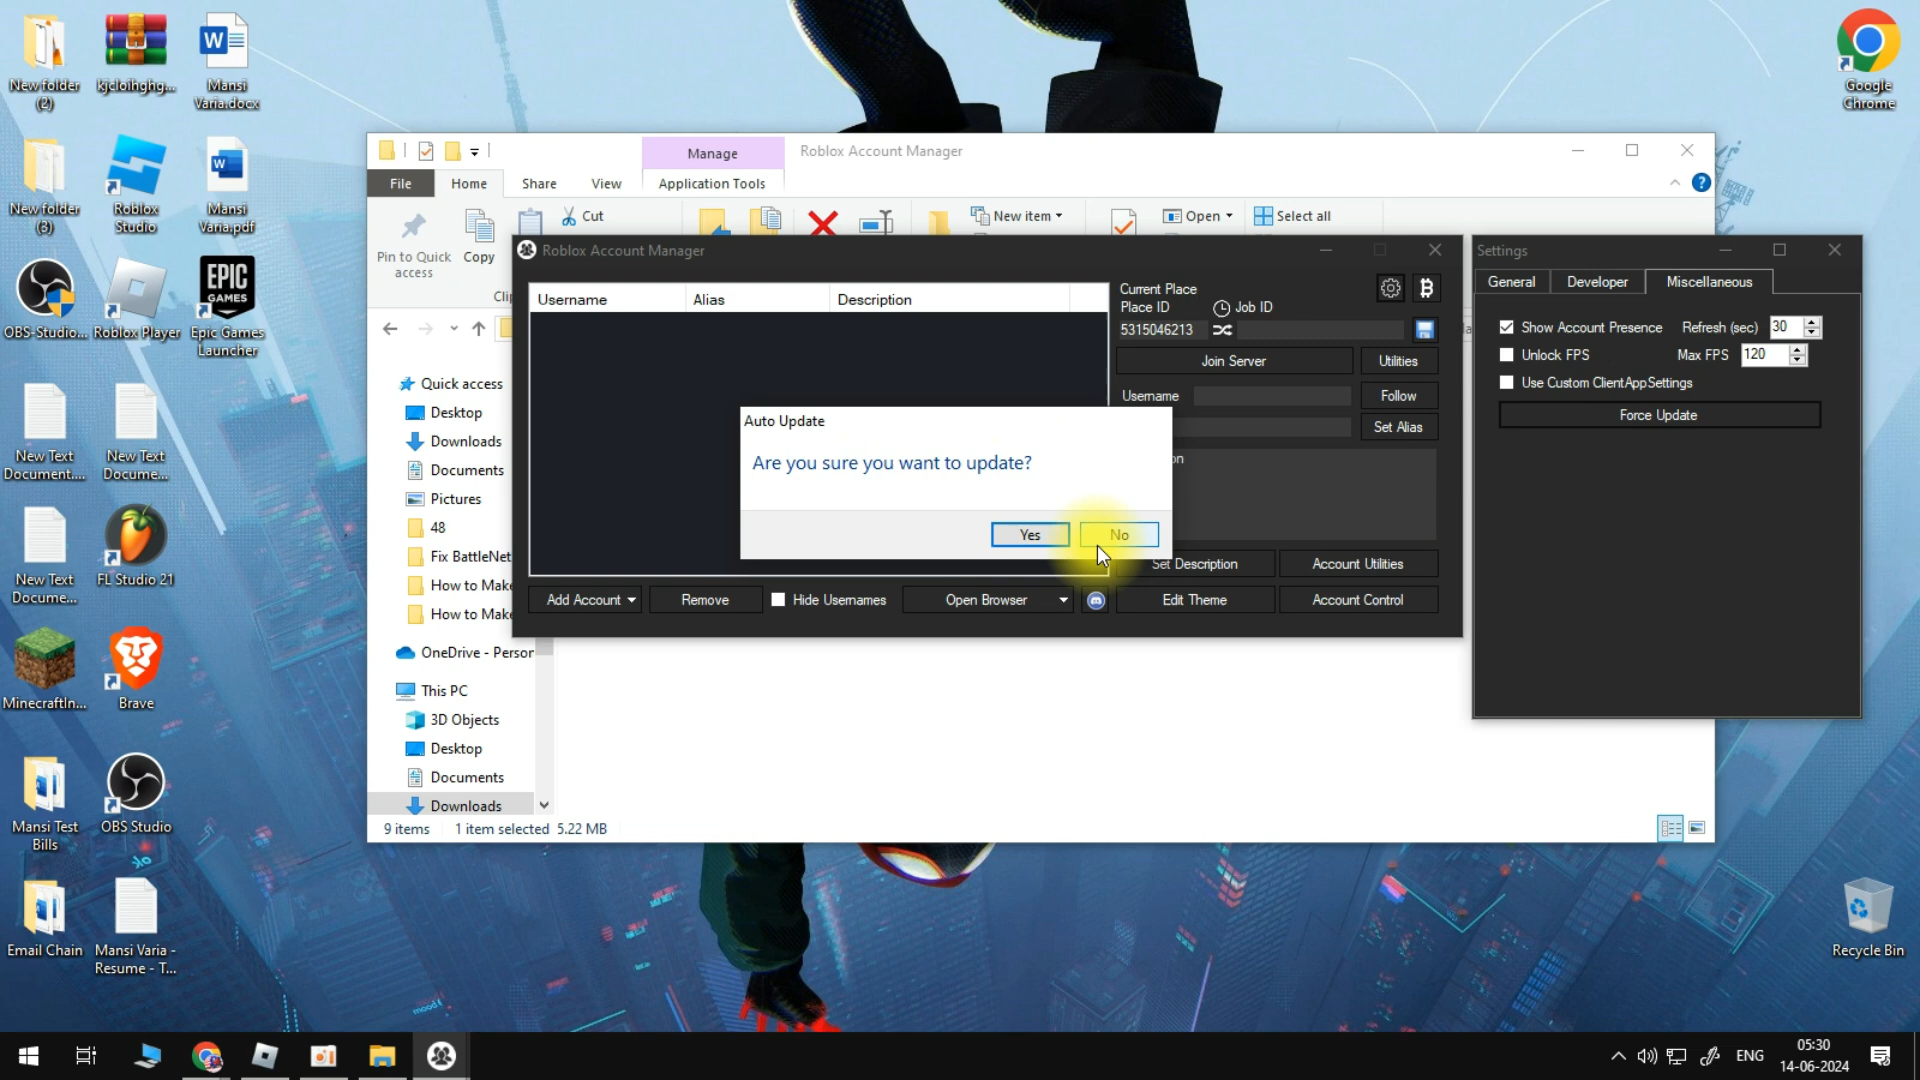 New folder
(2)
kjcloihghg...
Mansi
Varia.docx
New folder
(3)
Roblox
Studio
Mansi
Varia.pdf
OBS-Studio...
Roblox Player
EPIC
GAMES
Epic Games
Launcher
New Text
Document....
New Text
Docume...
New Text
Docume...
FL Studio 21
MinecraftIn...
Brave
Mansi Test
Bills
OBS Studio
Email Chain
Mansi Varia -
Resume - T...
Google
Chrome
Recycle Bin
Manage
Roblox Account Manager
File
Home
Share
View
Application Tools
Pin to Quick
access
Copy
Cut
New item
Open
Select all
Quick access
Desktop
Downloads
Documents
Pictures
48
Fix BattleNet
How to Make
How to Make
OneDrive - Person
This PC
3D Objects
Desktop
Documents
Downloads
9 items
1 item selected 5.22 MB
Roblox Account Manager
Username
Alias
Description
Current Place
Place ID
Job ID
5315046213
Join Server
Utilities
Username
Follow
Set Alias
Set Description
Account Utilities
Add Account
Remove
Hide Usernames
Open Browser
Edit Theme
Account Control
Auto Update
Are you sure you want to update?
Yes
No
Settings
General
Developer
Miscellaneous
Show Account Presence
Refresh (sec)
30
Unlock FPS
Max FPS
120
Use Custom ClientAppSettings
Force Update
ENG
05:30
14-06-2024